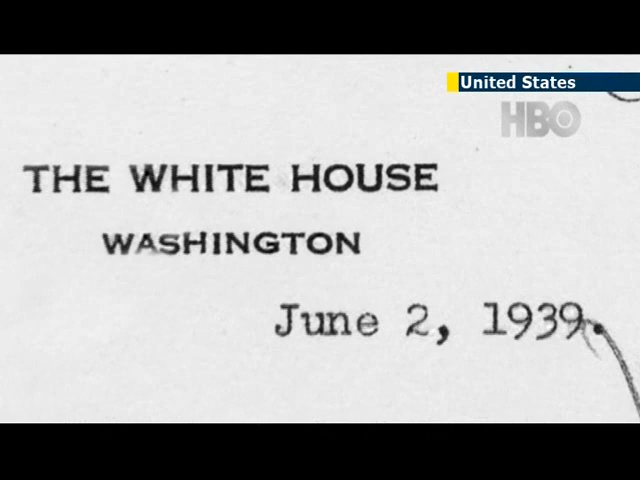 United States
HBO
THE WHITE HOUSE
WASHINGTON
June 2, 1939.